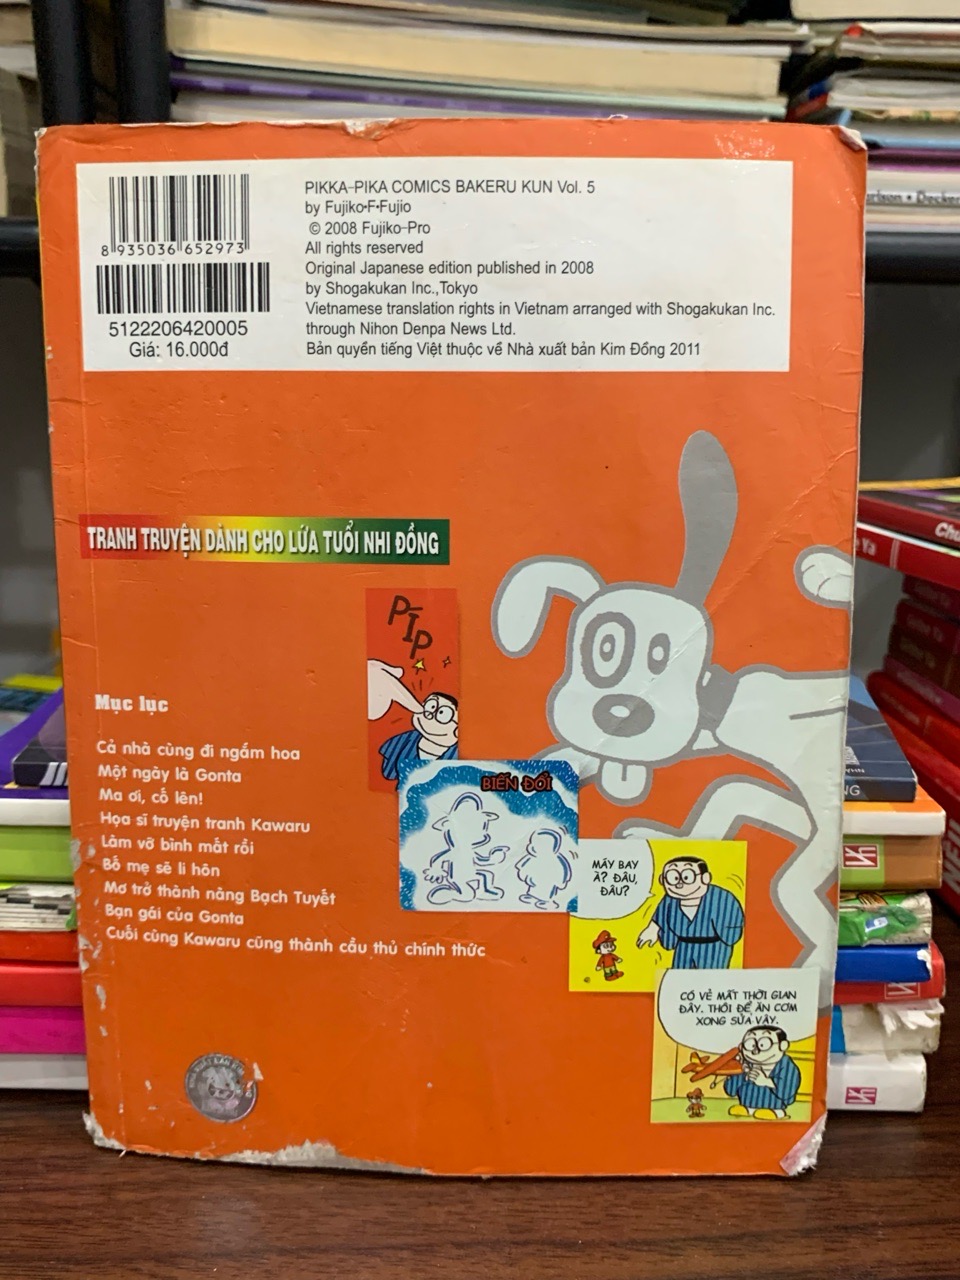 PIKKA-PIKA COMICS BAKERU KUN Vol. 5
by Fujiko•F•Fujio
© 2008 Fujiko-Pro
All rights reserved
Original Japanese edition published in 2008
by Shogakukan Inc.,Tokyo
Vietnamese translation rights in Vietnam arranged with Shogakukan Inc.
through Nihon Denpa News Ltd.
Bản quyền tiếng Việt thuộc về Nhà xuất bản Kim Đồng 2011
8 935036 652973
5122206420005
Giá: 16.000đ
TRANH TRUYỆN DÀNH CHO LỨA TUỔI NHI ĐỒNG
PÍP
BIẾN ĐỔI
MÁY BAY
À? ĐÂU,
ĐÂU?
CÓ VẺ MẤT THỜI GIAN
ĐÂY. THÔI ĐỂ ĂN CƠM
XONG SỬA VẬY.
Mục lục
Cả nhà cùng đi ngắm hoa
Một ngày là Gonta
Ma ơi, cố lên!
Họa sĩ truyện tranh Kawaru
Làm vỡ bình mất rồi
Bố mẹ sẽ li hôn
Mơ trở thành nàng Bạch Tuyết
Bạn gái của Gonta
Cuối cùng Kawaru cũng thành cầu thủ chính thức